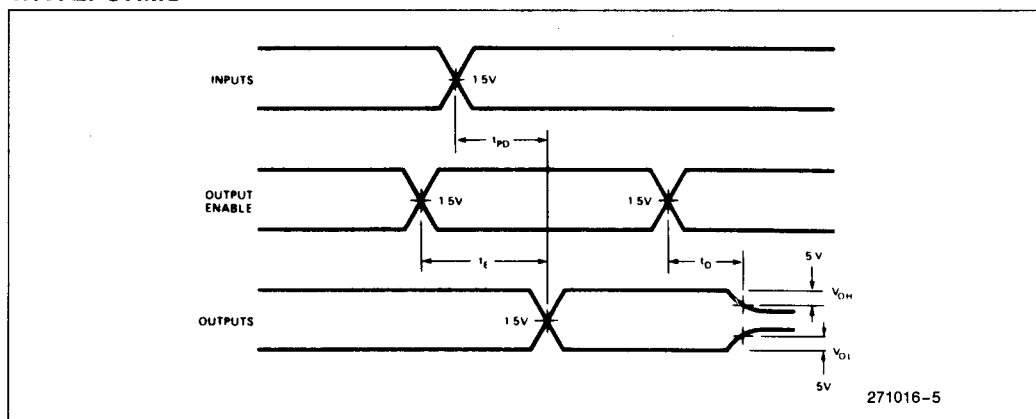 INPUTS
1 5V
tPD
OUTPUT
ENABLE
1 5V
1 5V
tE
tD
5 V
VOH
OUTPUTS
1 5V
VOL
5V
271016-5